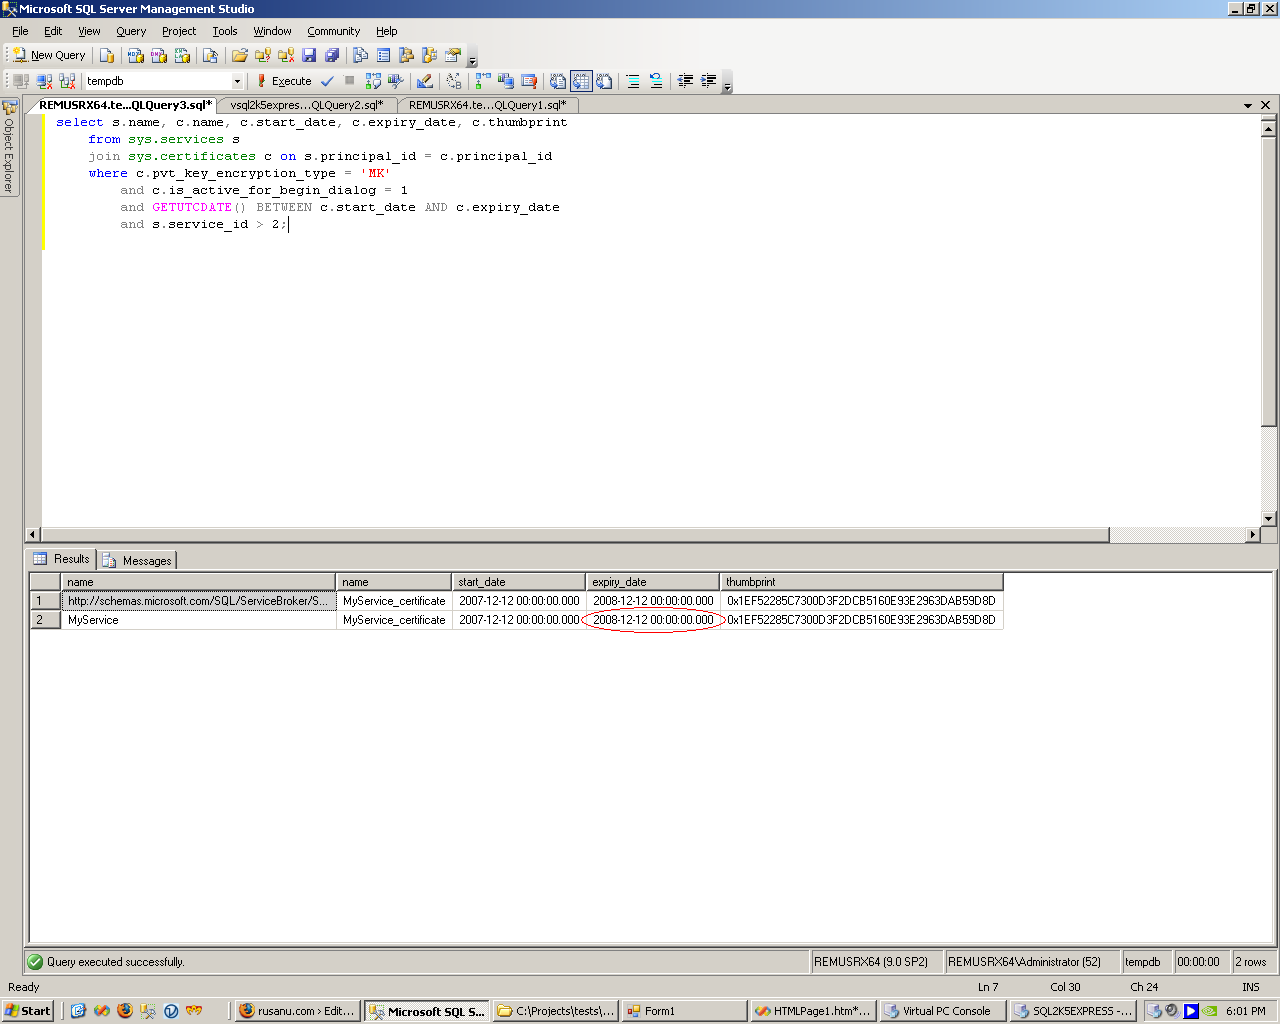 Microsoft SQL Server Management Studio
File Edit View Query Project Tools Window Community Help
New Query
tempdb Execute
REMUSRX64.te...QLQuery3.sql* vsql2k5expres...QLQuery2.sql* REMUSRX64.te...QLQuery1.sql*
Object Explorer
select s.name, c.name, c.start_date, c.expiry_date, c.thumbprint
from sys.services s
join sys.certificates c on s.principal_id = c.principal_id
where c.pvt_key_encryption_type = 'MK'
and c.is_active_for_begin_dialog = 1
and GETUTCDATE() BETWEEN c.start_date AND c.expiry_date
and s.service_id > 2;
Results Messages
name name start_date expiry_date thumbprint
1 http://schemas.microsoft.com/SQL/ServiceBroker/S... MyService_certificate 2007-12-12 00:00:00.000 2008-12-12 00:00:00.000 0x1EF52285C7300D3F2DCB5160E93E2963DAB59D8D
2 MyService MyService_certificate 2007-12-12 00:00:00.000 2008-12-12 00:00:00.000 0x1EF52285C7300D3F2DCB5160E93E2963DAB59D8D
Query executed successfully. REMUSRX64 (9.0 SP2) REMUSRX64\Administrator (52) tempdb 00:00:00 2 rows
Ready Ln 7 Col 30 Ch 24 INS
Start rusanu.com › Edit... Microsoft SQL S... C:\Projects\tests\... Form1 HTMLPage1.htm*... Virtual PC Console SQL2K5EXPRESS -... 6:01 PM